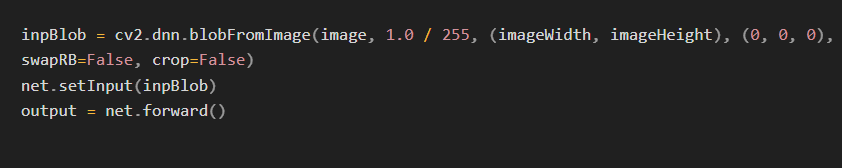 inpBlob = cv2.dnn.blobFromImage(image, 1.0 / 255, (imageWidth, imageHeight), (0, 0, 0),
swapRB=False, crop=False)
net.setInput(inpBlob)
output = net.forward()